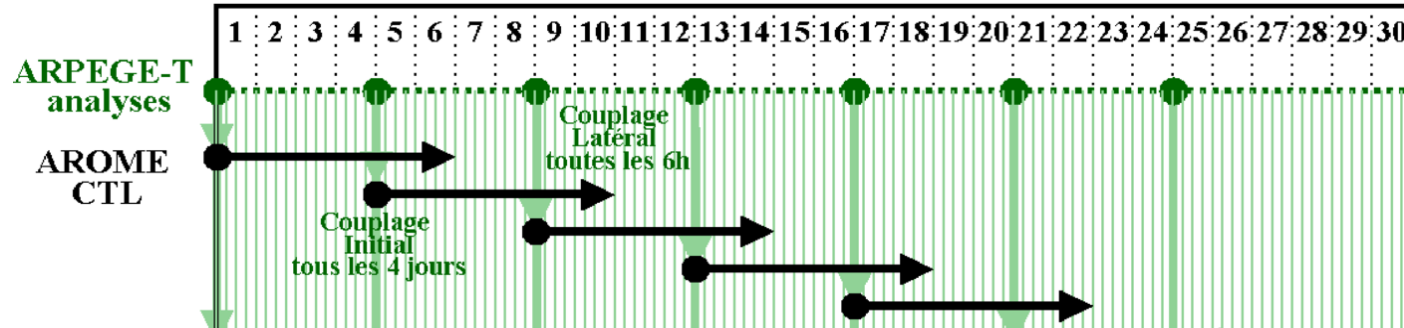 1 2 3 4 5 6 7 8 9 10 11 12 13 14 15 16 17 18 19 20 21 22 23 24 25 26 27 28 29 30
ARPEGE-T
analyses
Couplage
Latéral
toutes les 6h
AROME
CTL
Couplage
Initial
tous les 4 jours